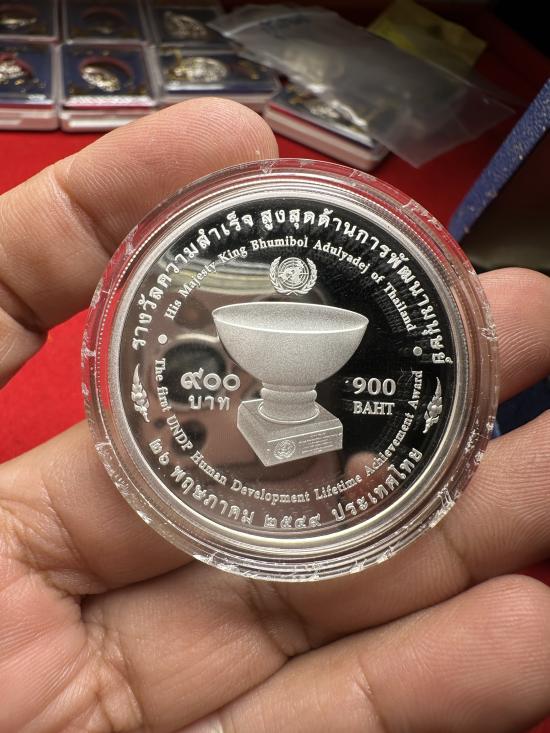 รางวัลความสำเร็จ สูงสุดด้านการพัฒนามนุษย์
His Majesty King Bhumibol Adulyadej of Thailand
๙๐๐
บาท
900
BAHT
The first UNDP Human Development Lifetime Achievement Award
๒๖ พฤษภาคม ๒๕๔๙ ประเทศไทย